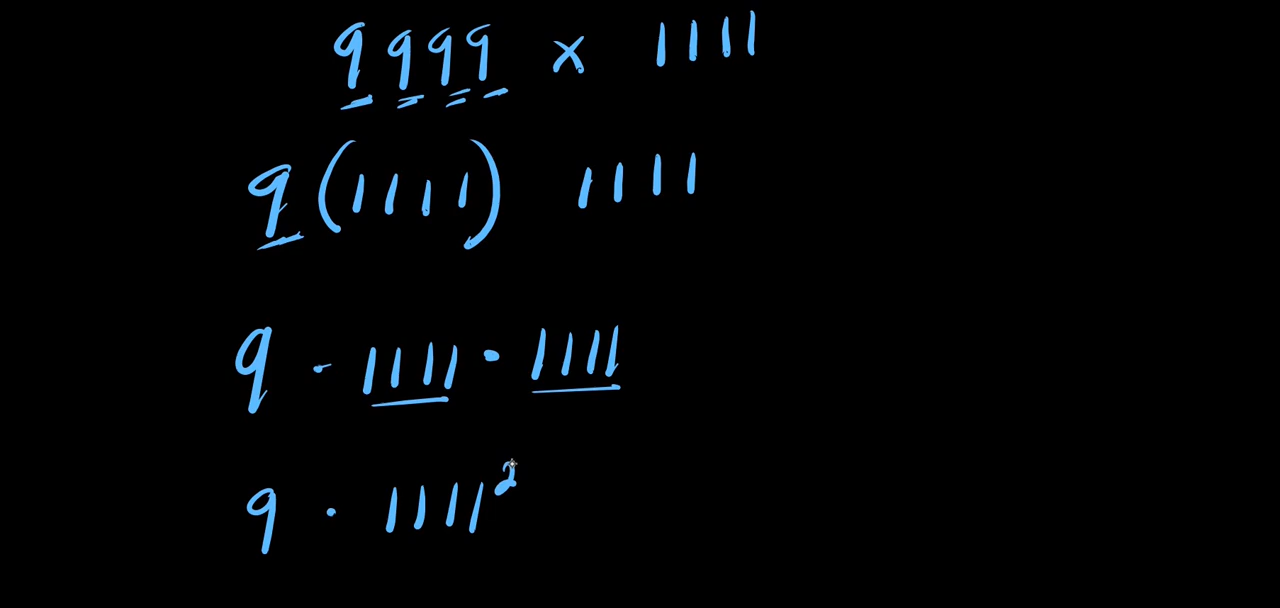 9999 x 1111
9(1111) 1111
9 · 1111 · 1111
9 · 1111²